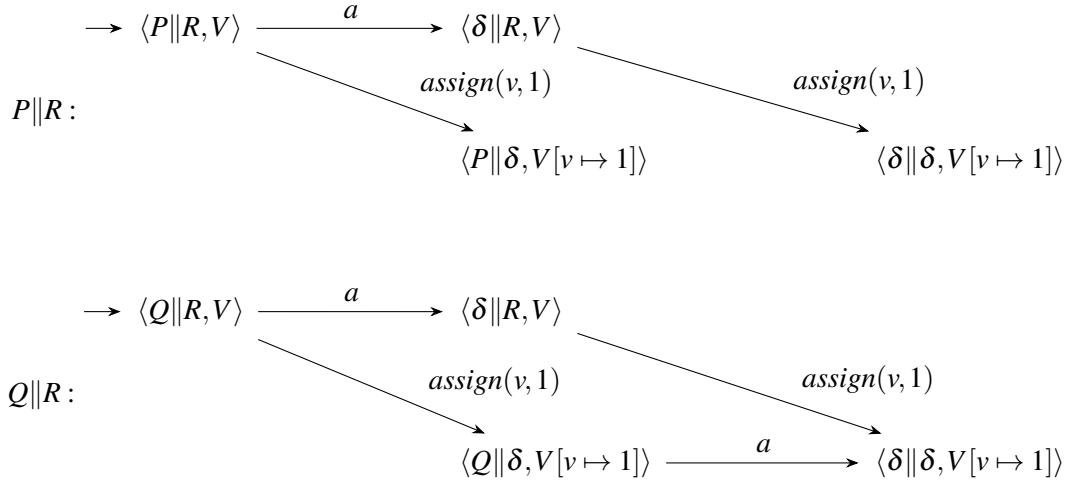 ⟨P∥R, V⟩ a ⟨δ∥R, V⟩
assign(v, 1) assign(v, 1)
P∥R :
⟨P∥δ, V[v ↦ 1]⟩ ⟨δ∥δ, V[v ↦ 1]⟩
⟨Q∥R, V⟩ a ⟨δ∥R, V⟩
assign(v, 1) assign(v, 1)
Q∥R :
⟨Q∥δ, V[v ↦ 1]⟩ a ⟨δ∥δ, V[v ↦ 1]⟩